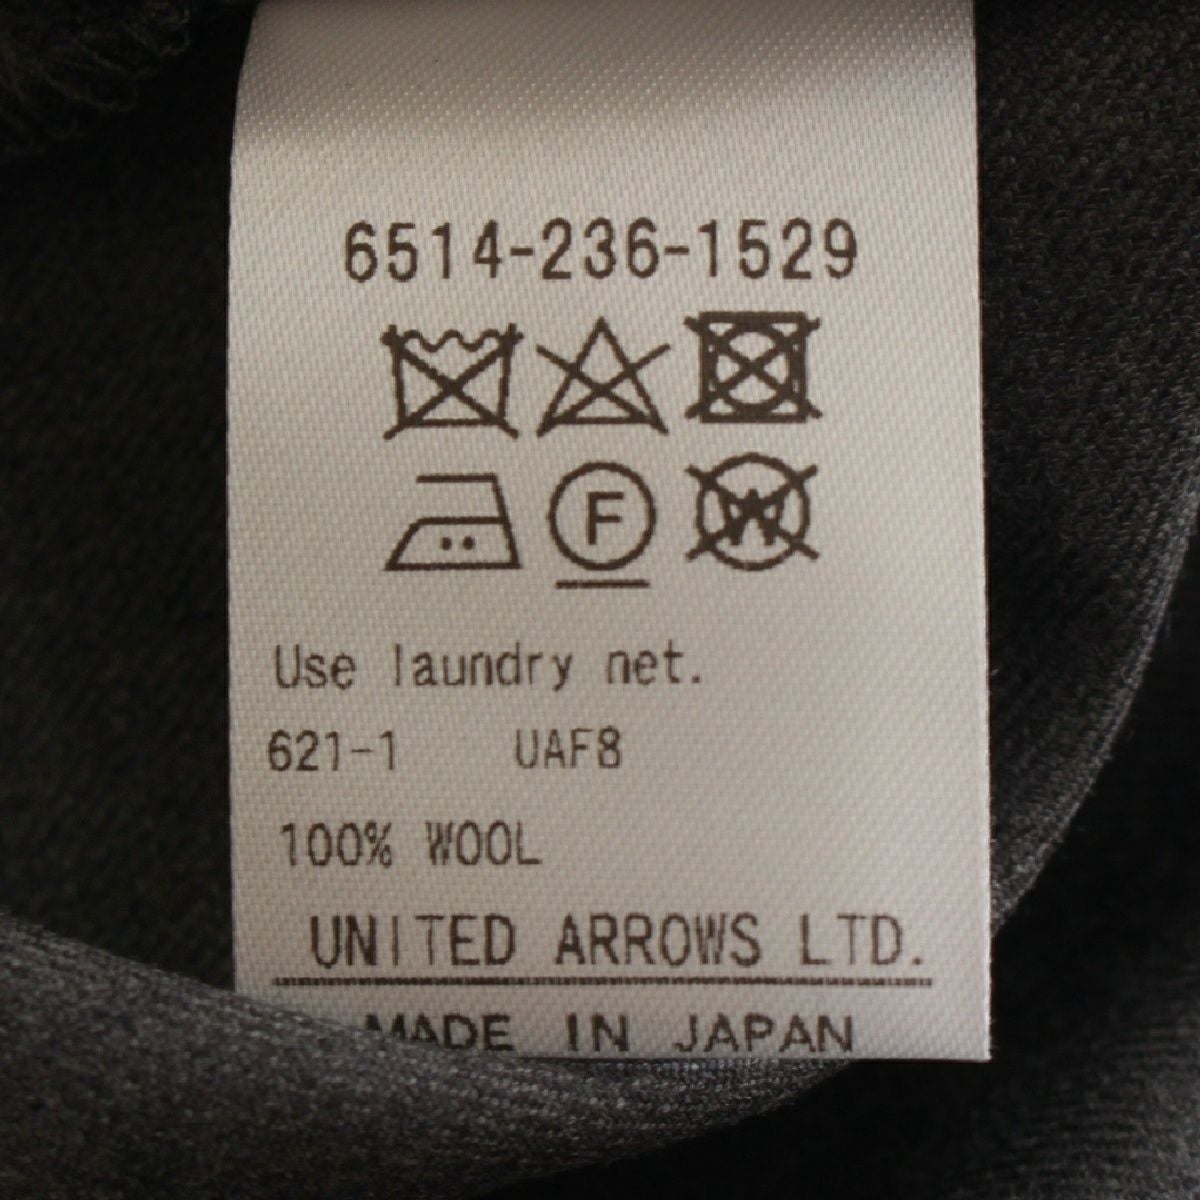 6514-236-1529
F W
Use laundry net.
621-1 UAF8
100% WOOL
UNITED ARROWS LTD.
MADE IN JAPAN